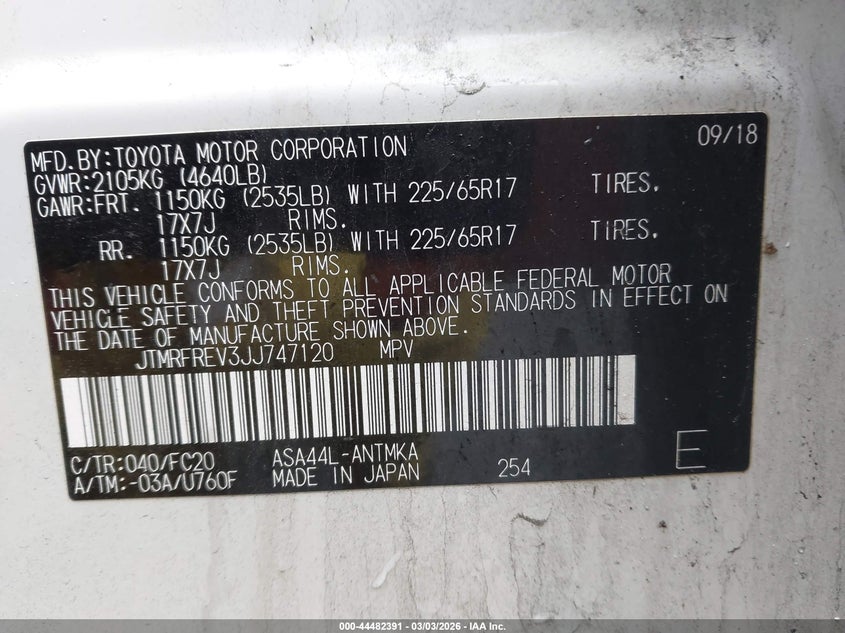 09/18
MFD.BY:TOYOTA MOTOR CORPORATION
GVWR:2105KG (4640LB)
GAWR:FRT. 1150KG (2535LB) WITH 225/65R17 TIRES.
17X7J RIMS.
RR. 1150KG (2535LB) WITH 225/65R17 TIRES.
17X7J RIMS.
THIS VEHICLE CONFORMS TO ALL APPLICABLE FEDERAL MOTOR
VEHICLE SAFETY AND THEFT PREVENTION STANDARDS IN EFFECT ON
THE DATE OF MANUFACTURE SHOWN ABOVE.
JTMRFREV3JJ747120 MPV
C/TR:040/FC20 ASA44L-ANTMKA
A/TM:-03A/U760F MADE IN JAPAN 254 E
000-44482391 - 03/03/2026 - IAA Inc.